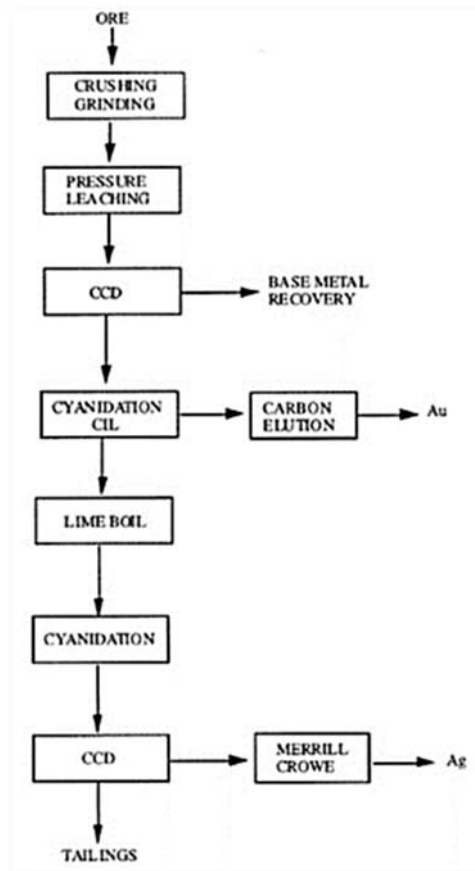 ORE
CRUSHING
GRINDING
PRESSURE
LEACHING
CCD
BASE METAL
RECOVERY
CYANIDATION
CIL
CARBON
ELUTION
Au
LIME BOIL
CYANIDATION
CCD
MERRILL
CROWE
Ag
TAILINGS